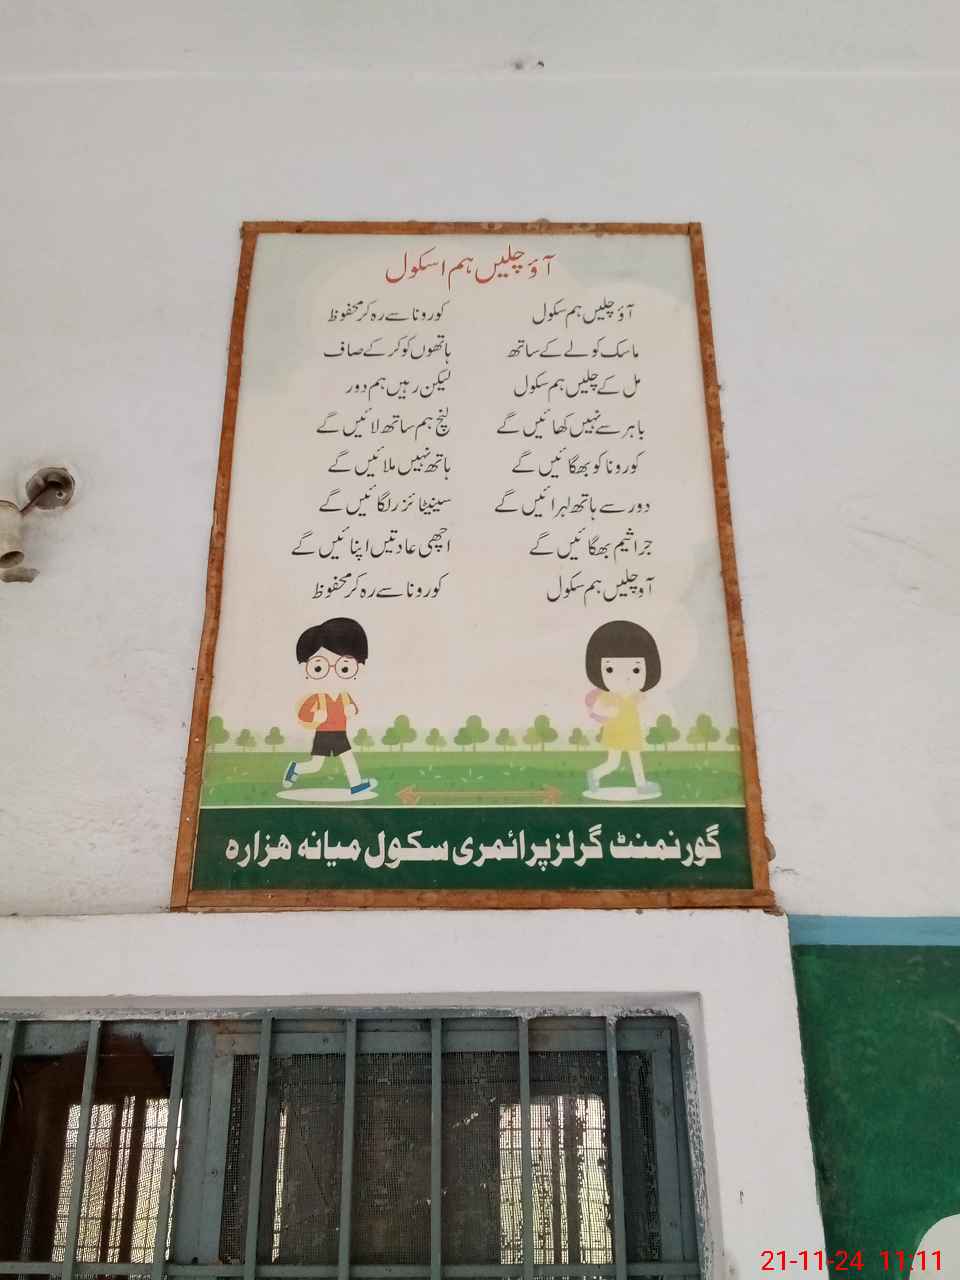 آؤ چلیں ہم اسکول
آؤ چلیں ہم سکول کورونا سے رہ کر محفوظ
ماسک کو لے کے ساتھ ہاتھوں کو کر کے صاف
مل کے چلیں ہم سکول لیکن رہیں ہم دور
باہر سے نہیں کھائیں گے لنچ ہم ساتھ لائیں گے
کورونا کو بھگائیں گے ہاتھ نہیں ملائیں گے
دور سے ہاتھ لہرائیں گے سینیٹائزر لگائیں گے
جراثیم بھگائیں گے اچھی عادتیں اپنائیں گے
آو چلیں ہم سکول کورونا سے رہ کر محفوظ
گورنمنٹ گرلز پرائمری سکول میانہ ھزارہ
21-11-24 11:11